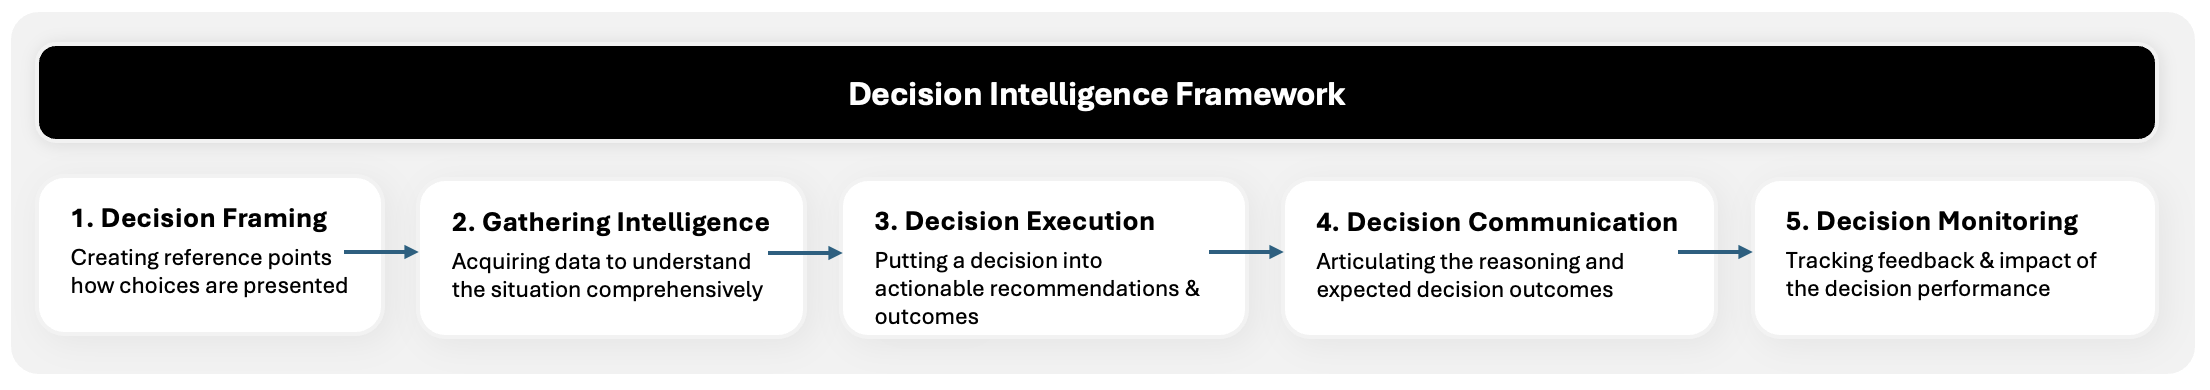 Decision Intelligence Framework
1. Decision Framing
Creating reference points
how choices are presented
2. Gathering Intelligence
Acquiring data to understand
the situation comprehensively
3. Decision Execution
Putting a decision into
actionable recommendations &
outcomes
4. Decision Communication
Articulating the reasoning and
expected decision outcomes
5. Decision Monitoring
Tracking feedback & impact of
the decision performance